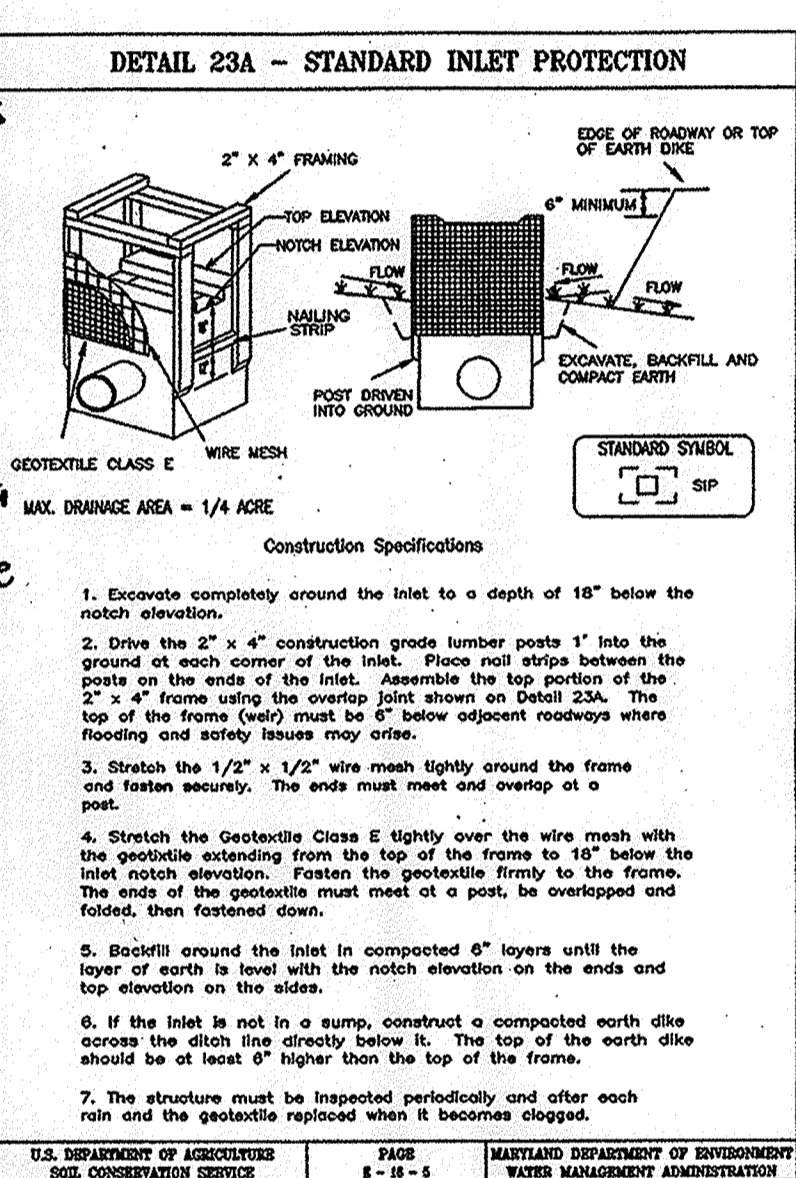 DETAIL 23A – STANDARD INLET PROTECTION
EDGE OF ROADWAY OR TOP
OF EARTH DIKE
2" X 4" FRAMING
6" MINIMUM
TOP ELEVATION
NOTCH ELEVATION
FLOW
FLOW
FLOW
NAILING
STRIP
EXCAVATE, BACKFILL AND
COMPACT EARTH
POST DRIVEN
INTO GROUND
WIRE MESH
GEOTEXTILE CLASS E
STANDARD SYMBOL
SIP
MAX. DRAINAGE AREA = 1/4 ACRE
Construction Specifications
1. Excavate completely around the inlet to a depth of 18" below the
notch elevation.
2. Drive the 2" x 4" construction grade lumber posts 1' into the
ground at each corner of the inlet. Place nail strips between the
posts on the ends of the inlet. Assemble the top portion of the
2" x 4" frame using the overlap joint shown on Detail 23A. The
top of the frame (weir) must be 6" below adjacent roadways where
flooding and safety issues may arise.
3. Stretch the 1/2" x 1/2" wire mesh tightly around the frame
and fasten securely. The ends must meet and overlap at a
post.
4. Stretch the Geotextile Class E tightly over the wire mesh with
the geotixtile extending from the top of the frame to 18" below the
inlet notch elevation. Fasten the geotextile firmly to the frame.
The ends of the geotextile must meet at a post, be overlapped and
folded, then fastened down.
5. Backfill around the inlet in compacted 6" layers until the
layer of earth is level with the notch elevation on the ends and
top elevation on the sides.
6. If the inlet is not in a sump, construct a compacted earth dike
across the ditch line directly below it. The top of the earth dike
should be at least 6" higher than the top of the frame.
7. The structure must be inspected periodically and after each
rain and the geotextile replaced when it becomes clogged.
U.S. DEPARTMENT OF AGRICULTURE
SOIL CONSERVATION SERVICE
PAGE
E - 16 - 5
MARYLAND DEPARTMENT OF ENVIRONMENT
WATER MANAGEMENT ADMINISTRATION